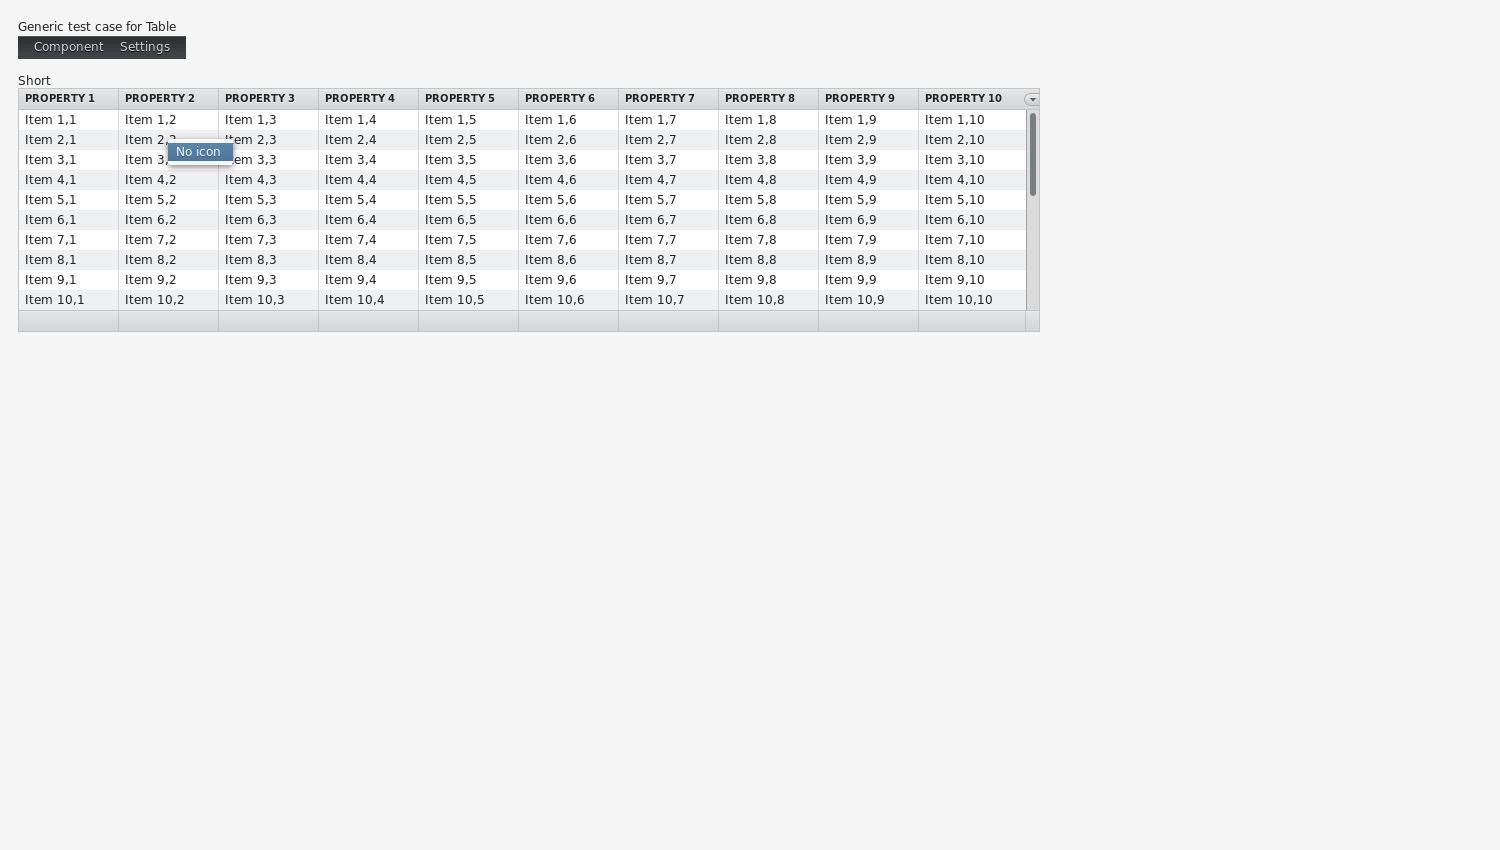 Generic test case for Table
Component Settings
Short
PROPERTY 1 PROPERTY 2 PROPERTY 3 PROPERTY 4 PROPERTY 5 PROPERTY 6 PROPERTY 7 PROPERTY 8 PROPERTY 9 PROPERTY 10
Item 1,1 Item 1,2 Item 1,3 Item 1,4 Item 1,5 Item 1,6 Item 1,7 Item 1,8 Item 1,9 Item 1,10
Item 2,1 Item 2,2 Item 2,3 Item 2,4 Item 2,5 Item 2,6 Item 2,7 Item 2,8 Item 2,9 Item 2,10
No icon
Item 3,1 Item 3,3 Item 3,4 Item 3,5 Item 3,6 Item 3,7 Item 3,8 Item 3,9 Item 3,10
Item 4,1 Item 4,2 Item 4,3 Item 4,4 Item 4,5 Item 4,6 Item 4,7 Item 4,8 Item 4,9 Item 4,10
Item 5,1 Item 5,2 Item 5,3 Item 5,4 Item 5,5 Item 5,6 Item 5,7 Item 5,8 Item 5,9 Item 5,10
Item 6,1 Item 6,2 Item 6,3 Item 6,4 Item 6,5 Item 6,6 Item 6,7 Item 6,8 Item 6,9 Item 6,10
Item 7,1 Item 7,2 Item 7,3 Item 7,4 Item 7,5 Item 7,6 Item 7,7 Item 7,8 Item 7,9 Item 7,10
Item 8,1 Item 8,2 Item 8,3 Item 8,4 Item 8,5 Item 8,6 Item 8,7 Item 8,8 Item 8,9 Item 8,10
Item 9,1 Item 9,2 Item 9,3 Item 9,4 Item 9,5 Item 9,6 Item 9,7 Item 9,8 Item 9,9 Item 9,10
Item 10,1 Item 10,2 Item 10,3 Item 10,4 Item 10,5 Item 10,6 Item 10,7 Item 10,8 Item 10,9 Item 10,10